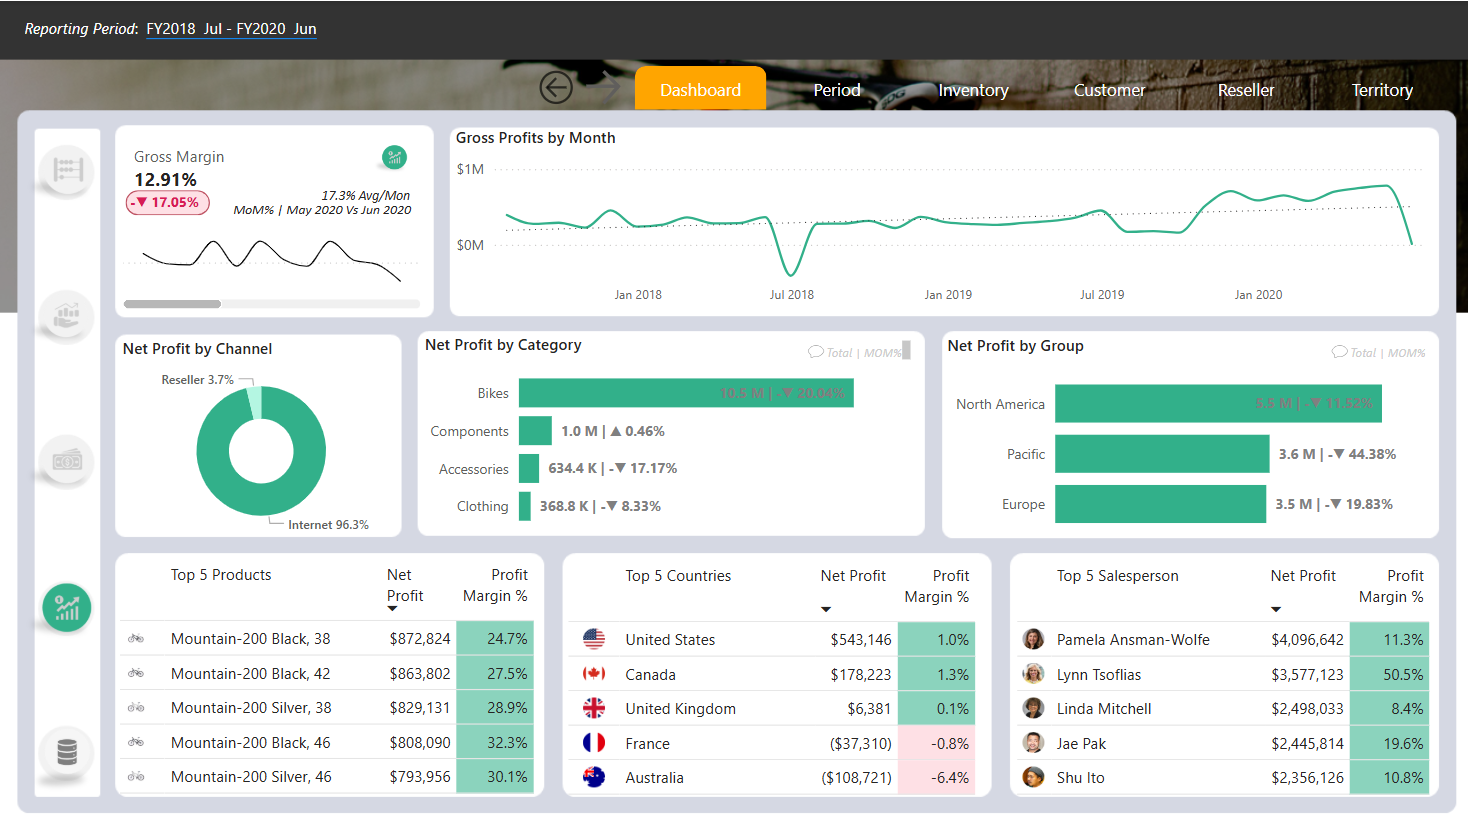 Reporting Period: FY2018 Jul - FY2020 Jun
Dashboard Period Inventory Customer Reseller Territory
Gross Margin
12.91%
-▼ 17.05%
17.3% Avg/Mon
MoM% | May 2020 Vs Jun 2020
Gross Profits by Month
$1M
$0M
Jan 2018 Jul 2018 Jan 2019 Jul 2019 Jan 2020
Net Profit by Channel
Reseller 3.7%
Internet 96.3%
Net Profit by Category
Total | MOM%
Bikes 10.5 M | -▼ 20.04%
Components 1.0 M | ▲ 0.46%
Accessories 634.4 K | -▼ 17.17%
Clothing 368.8 K | -▼ 8.33%
Net Profit by Group
Total | MOM%
North America 5.5 M | -▼ 11.52%
Pacific 3.6 M | -▼ 44.38%
Europe 3.5 M | -▼ 19.83%
Top 5 Products Net Profit Profit Margin %
Mountain-200 Black, 38 $872,824 24.7%
Mountain-200 Black, 42 $863,802 27.5%
Mountain-200 Silver, 38 $829,131 28.9%
Mountain-200 Black, 46 $808,090 32.3%
Mountain-200 Silver, 46 $793,956 30.1%
Top 5 Countries Net Profit Profit Margin %
United States $543,146 1.0%
Canada $178,223 1.3%
United Kingdom $6,381 0.1%
France ($37,310) -0.8%
Australia ($108,721) -6.4%
Top 5 Salesperson Net Profit Profit Margin %
Pamela Ansman-Wolfe $4,096,642 11.3%
Lynn Tsoflias $3,577,123 50.5%
Linda Mitchell $2,498,033 8.4%
Jae Pak $2,445,814 19.6%
Shu Ito $2,356,126 10.8%